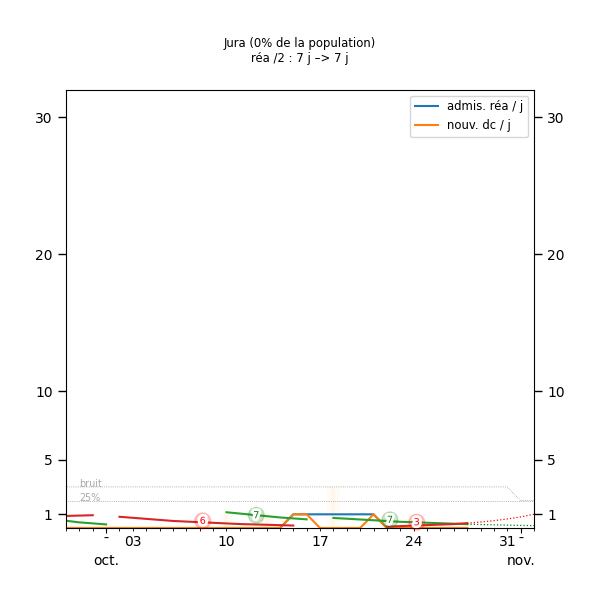 Jura (0% de la population)
réa /2 : 7 j –> 7 j
admis. réa / j
nouv. dc / j
30
30
20
20
10
10
5
5
bruit
25%
1
1
6
7
7
3
- 03 10 17 24 31 -
oct. nov.